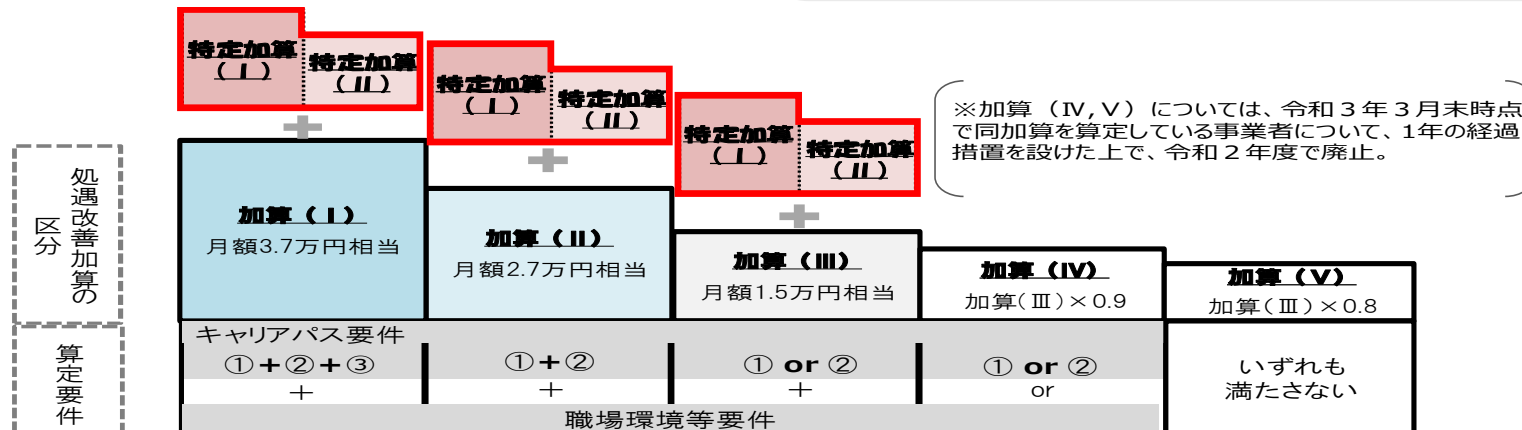 特定加算
(Ⅰ)
特定加算
(Ⅱ)
特定加算
(Ⅰ)
特定加算
(Ⅱ)
特定加算
(Ⅰ)
特定加算
(Ⅱ)
※加算（Ⅳ,Ⅴ）については、令和３年３月末時点
で同加算を算定している事業者について、1年の経過
措置を設けた上で、令和２年度で廃止。
処遇改善加算の
区分
加算（Ⅰ）
月額3.7万円相当
加算（Ⅱ）
月額2.7万円相当
加算（Ⅲ）
月額1.5万円相当
加算（Ⅳ）
加算(Ⅲ)×0.9
加算（Ⅴ）
加算(Ⅲ)×0.8
算定要件
キャリアパス要件
①+②+③
①+②
① or ②
① or ②
いずれも
満たさない
+
+
+
or
職場環境等要件